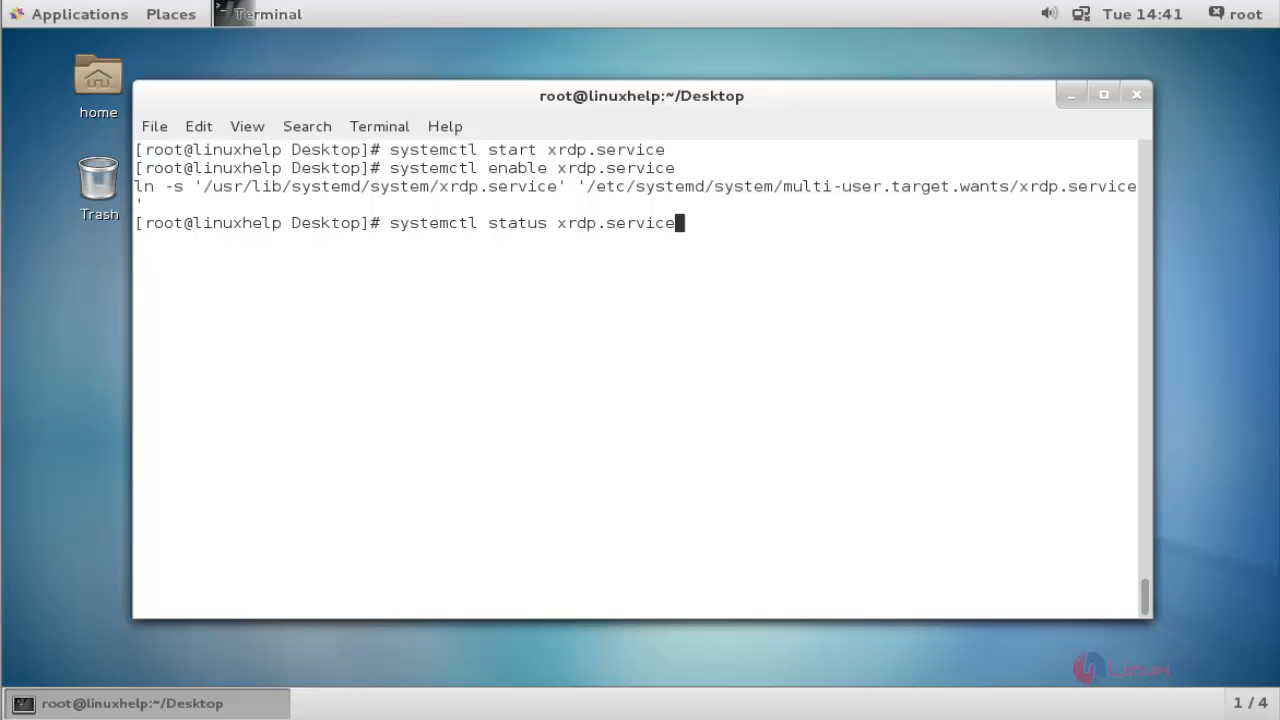 Applications Places Terminal Tue 14:41 root
home
Trash
root@linuxhelp:~/Desktop
File Edit View Search Terminal Help
[root@linuxhelp Desktop]# systemctl start xrdp.service
[root@linuxhelp Desktop]# systemctl enable xrdp.service
ln -s '/usr/lib/systemd/system/xrdp.service' '/etc/systemd/system/multi-user.target.wants/xrdp.service
'
[root@linuxhelp Desktop]# systemctl status xrdp.service
Linux
root@linuxhelp:~/Desktop
1 / 4